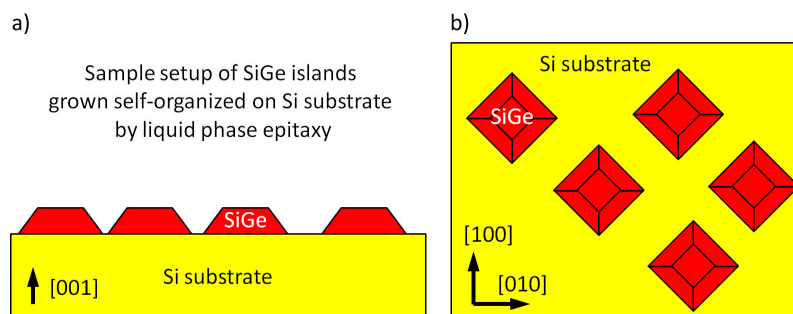 a)
Sample setup of SiGe islands
grown self-organized on Si substrate
by liquid phase epitaxy
SiGe
Si substrate
[001]
b)
Si substrate
SiGe
[100]
[010]